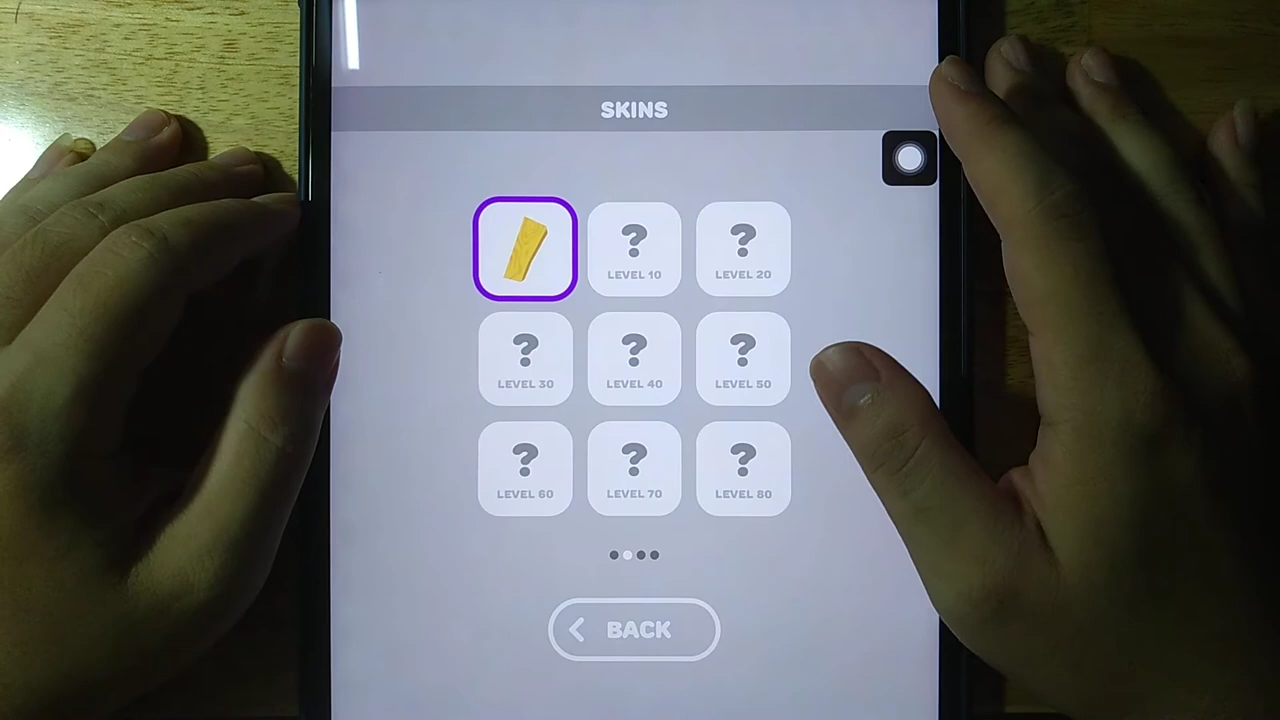 SKINS
?
?
LEVEL 10
LEVEL 20
?
?
?
LEVEL 30
LEVEL 40
LEVEL 50
?
?
?
LEVEL 60
LEVEL 70
LEVEL 80
BACK